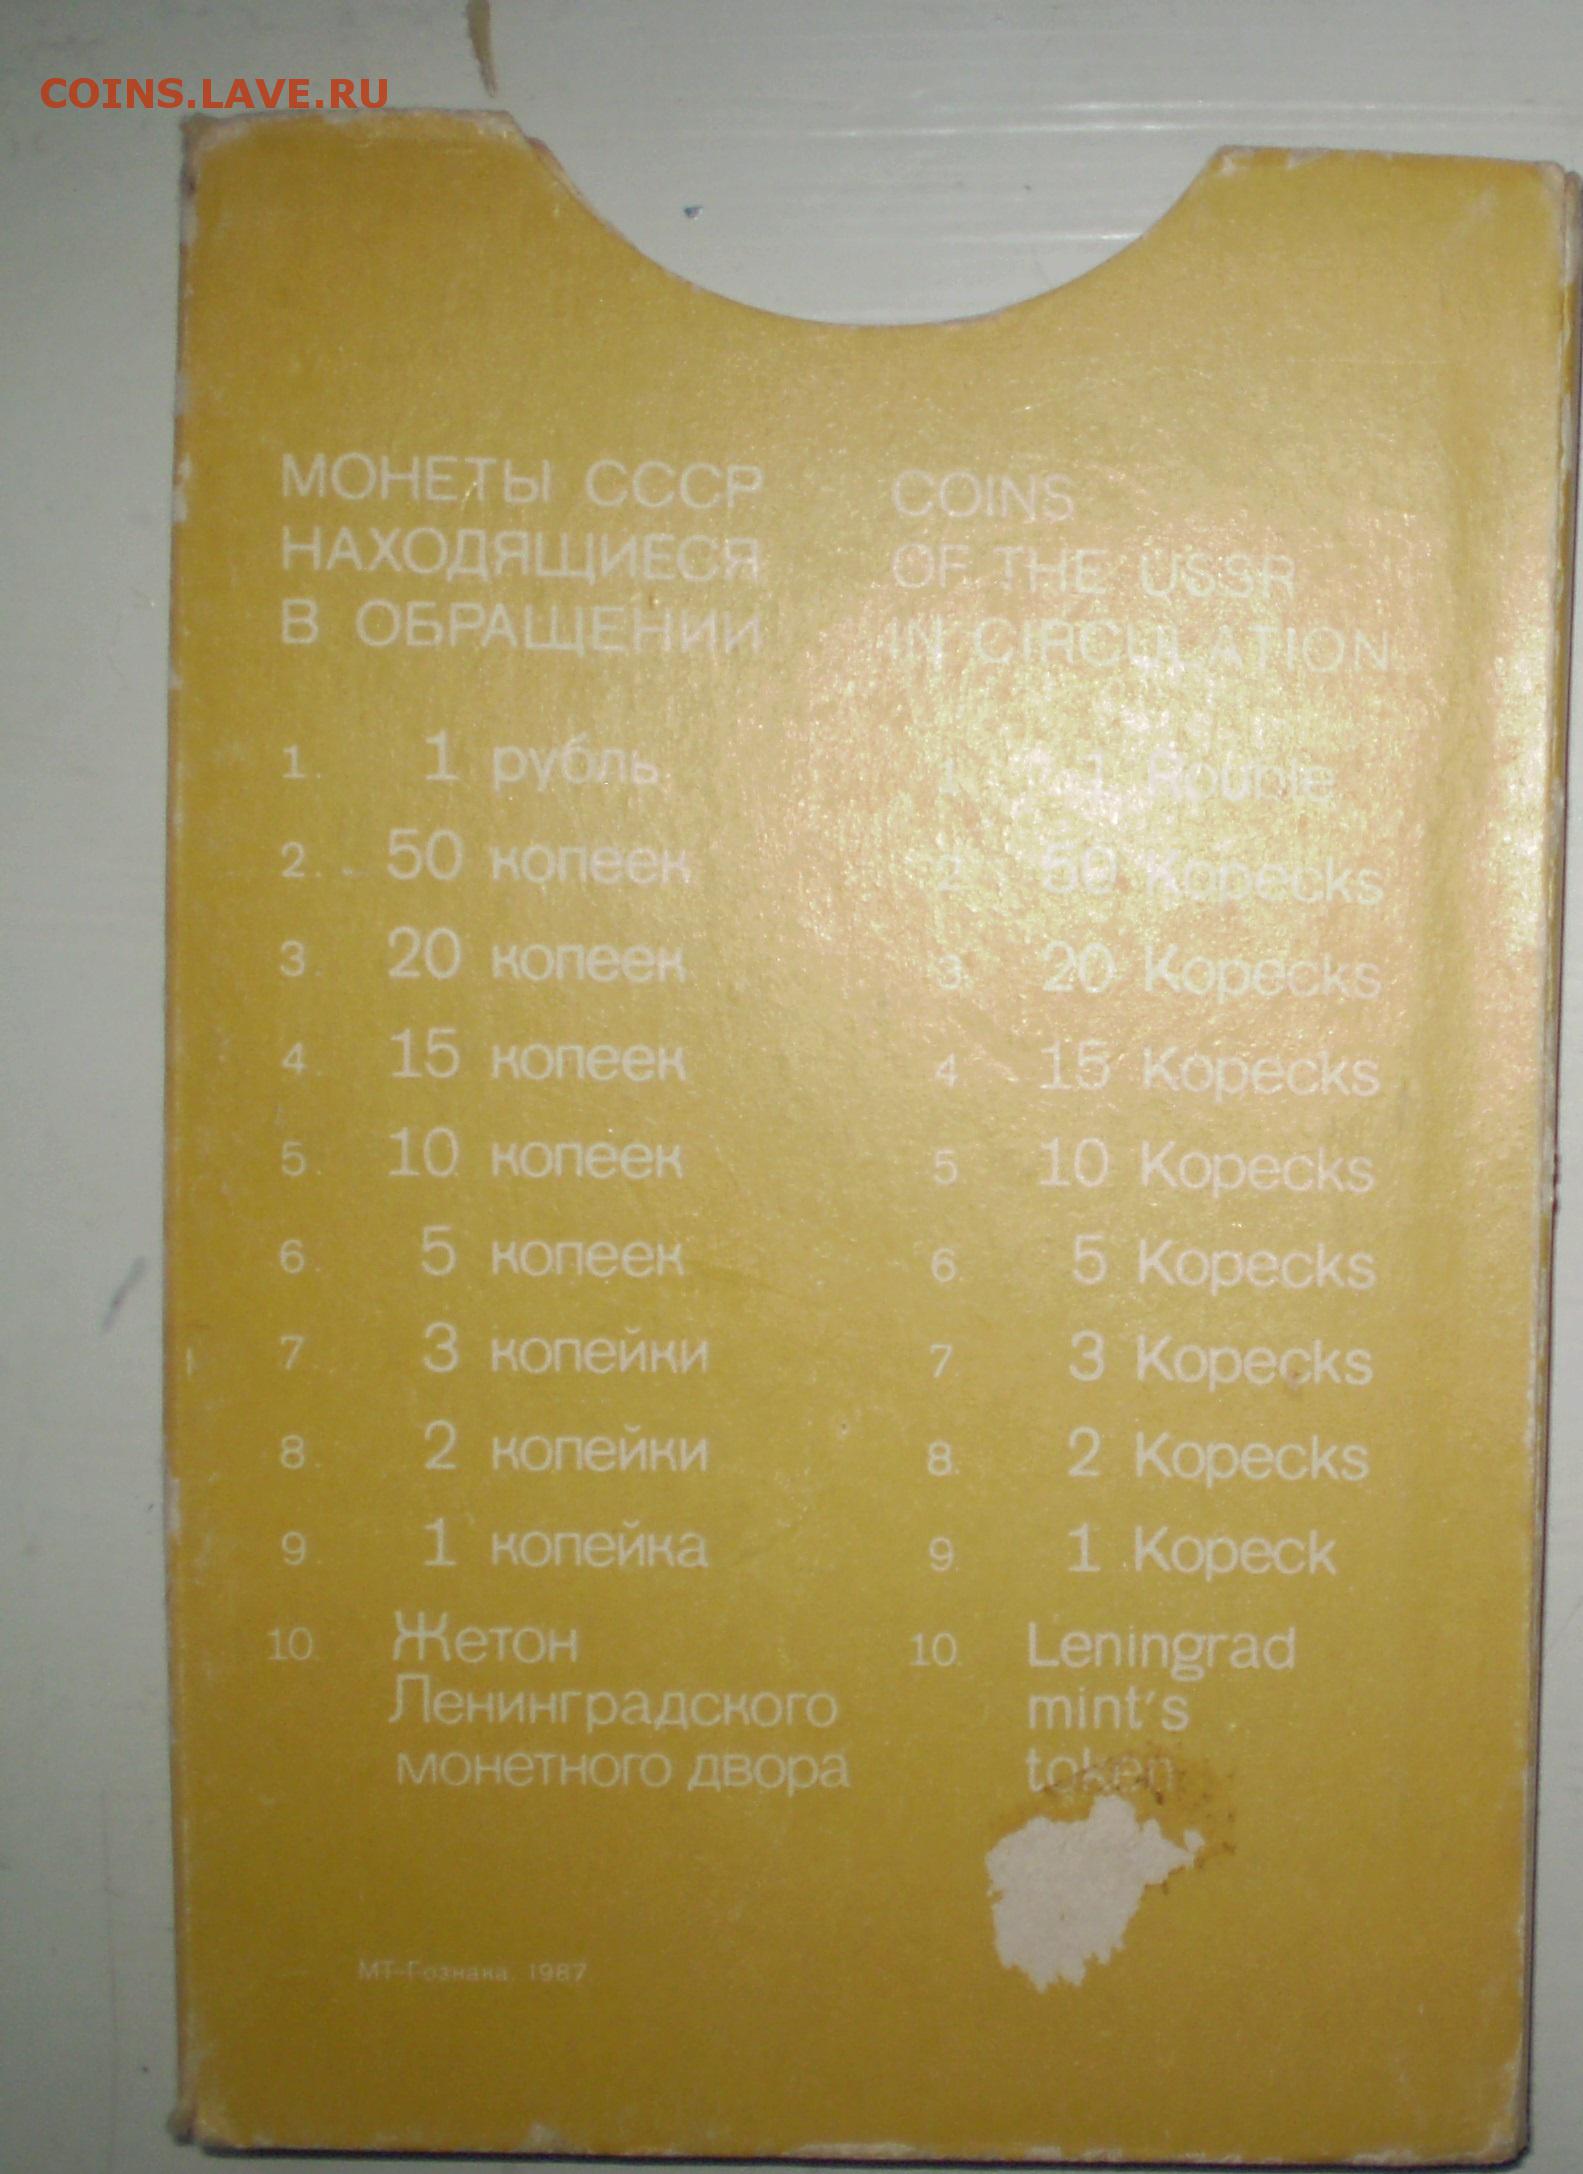 COINS.LAVE.RU
МОНЕТЫ СССР
НАХОДЯЩИЕСЯ
В ОБРАЩЕНИИ
1. 1 рубль
2. 50 копеек
3. 20 копеек
4 15 копеек
5. 10 копеек
6. 5 копеек
7. 3 копейки
8. 2 копейки
9. 1 копейка
10. Жетон
Ленинградского
монетного двора
МТ-Гознака. 1987
COINS
OF THE USSR
IN CIRCULATION
1. 1 Rouble
2. 50 Kopecks
3. 20 Kopecks
4 15 Kopecks
5 10 Kopecks
6. 5 Kopecks
7. 3 Kopecks
8. 2 Kopecks
9. 1 Kopeck
10. Leningrad
mint's
token